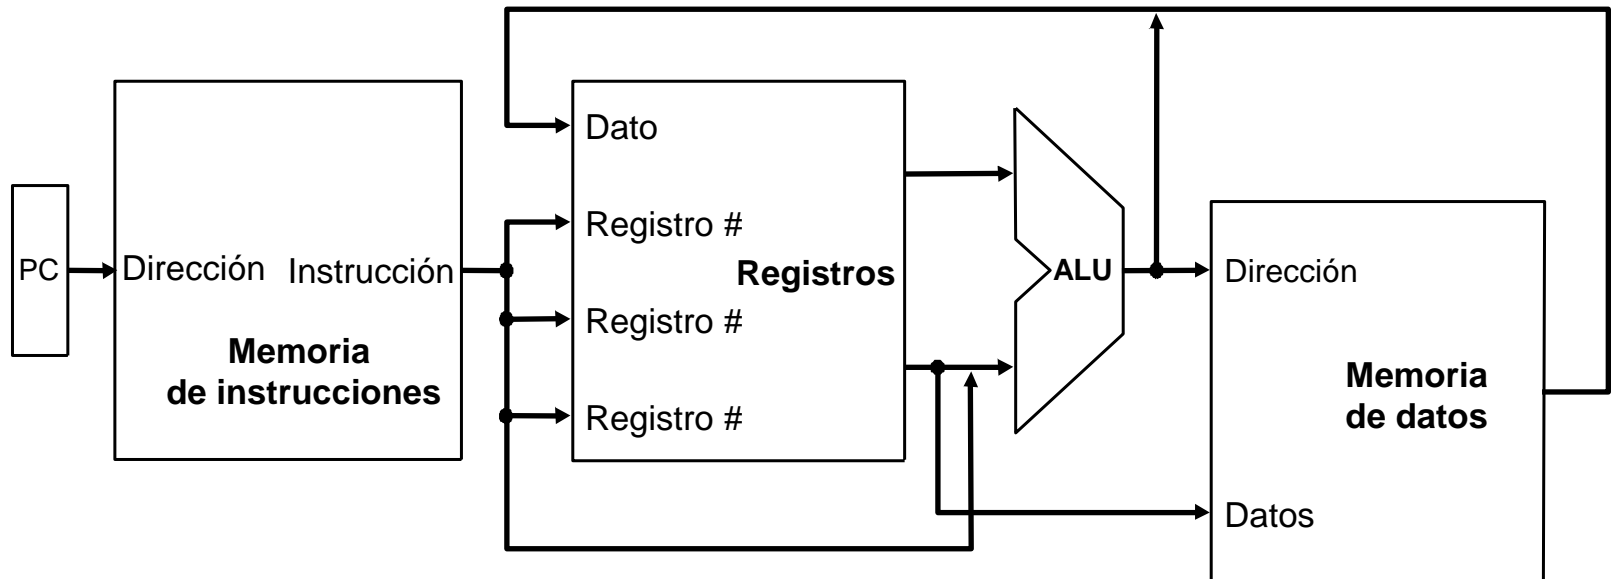 PC
Dirección
Instrucción
Memoria
de instrucciones
Dato
Registro #
Registros
Registro #
Registro #
ALU
Dirección
Memoria
de datos
Datos